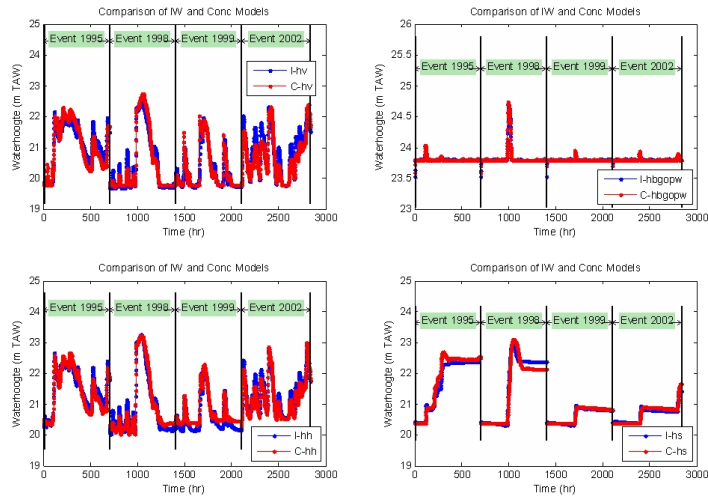 Comparison of IW and Conc Models
Waterhoogte (m TAW)
25
24
23
22
21
20
19
0
500
1000
1500
2000
2500
3000
Time (hr)
Event 1995
Event 1998
Event 1999
Event 2002
I-hv
C-hv
Comparison of IW and Conc Models
Waterhoogte (m TAW)
26
25.5
25
24.5
24
23.5
23
0
500
1000
1500
2000
2500
3000
Time (hr)
Event 1995
Event 1998
Event 1999
Event 2002
I-hbgopw
C-hbgopw
Comparison of IW and Conc Models
Waterhoogte (m TAW)
25
24
23
22
21
20
19
0
500
1000
1500
2000
2500
3000
Time (hr)
Event 1995
Event 1998
Event 1999
Event 2002
I-hh
C-hh
Comparison of IW and Conc Models
Waterhoogte (m TAW)
25
24
23
22
21
20
19
0
500
1000
1500
2000
2500
3000
Time (hr)
Event 1995
Event 1998
Event 1999
Event 2002
I-hs
C-hs